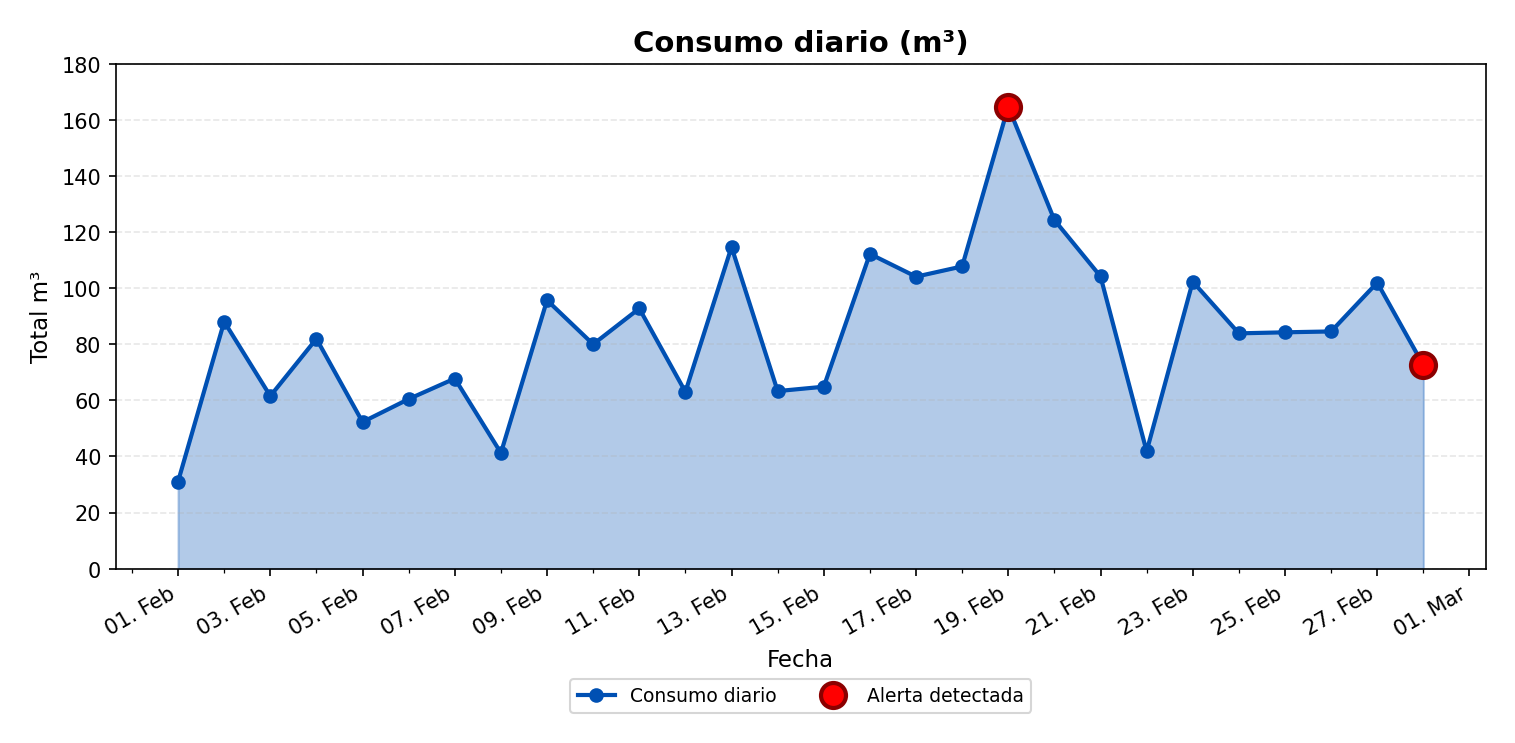 Consumo diario (m³)
Total m³
180
160
140
120
100
80
60
40
20
0
01. Feb 03. Feb 05. Feb 07. Feb 09. Feb 11. Feb 13. Feb 15. Feb 17. Feb 19. Feb 21. Feb 23. Feb 25. Feb 27. Feb 01. Mar
Fecha
Consumo diario Alerta detectada